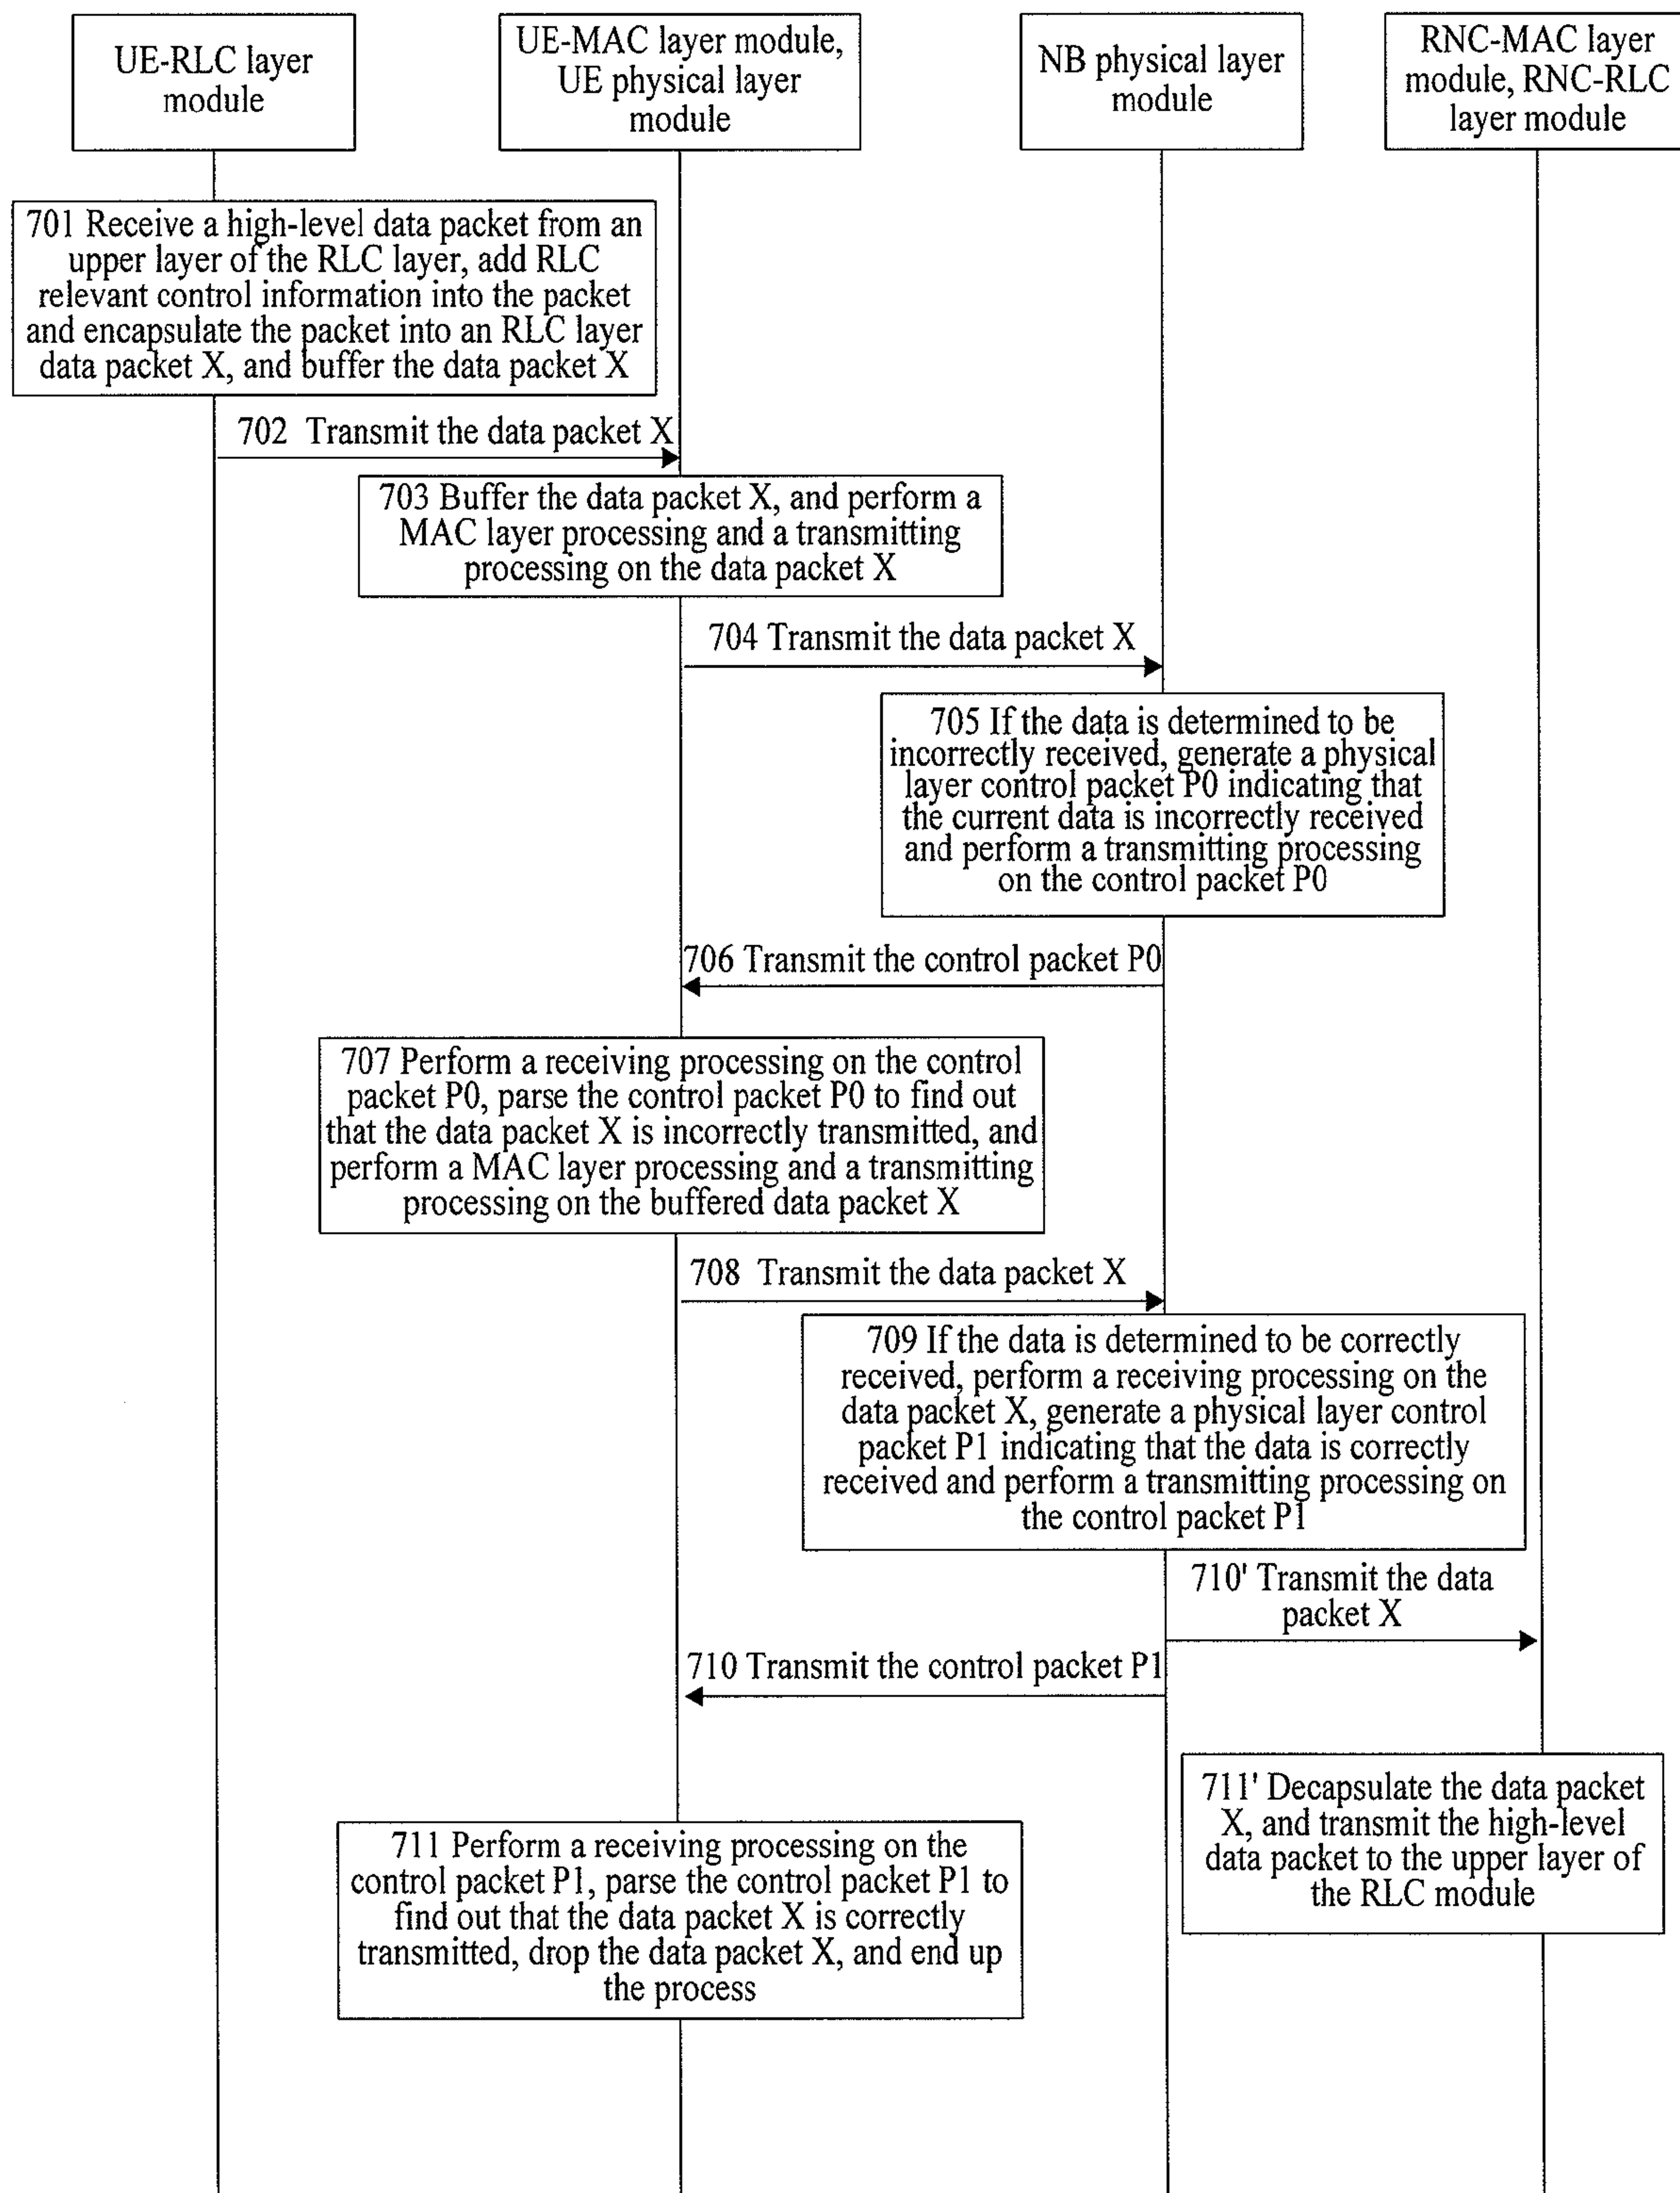 UE-RLC layer
module
UE-MAC layer module,
UE physical layer
module
NB physical layer
module
RNC-MAC layer
module, RNC-RLC
layer module
701 Receive a high-level data packet from an
upper layer of the RLC layer, add RLC
relevant control information into the packet
and encapsulate the packet into an RLC layer
data packet X, and buffer the data packet X
702 Transmit the data packet X
703 Buffer the data packet X, and perform a
MAC layer processing and a transmitting
processing on the data packet X
704 Transmit the data packet X
705 If the data is determined to be
incorrectly received, generate a physical
layer control packet P0 indicating that
the current data is incorrectly received
and perform a transmitting processing
on the control packet P0
706 Transmit the control packet P0
707 Perform a receiving processing on the control
packet P0, parse the control packet P0 to find out
that the data packet X is incorrectly transmitted, and
perform a MAC layer processing and a transmitting
processing on the buffered data packet X
708 Transmit the data packet X
709 If the data is determined to be correctly
received, perform a receiving processing on the
data packet X, generate a physical layer control
packet P1 indicating that the data is correctly
received and perform a transmitting processing on
the control packet P1
710' Transmit the data
packet X
710 Transmit the control packet P1
711' Decapsulate the data packet
X, and transmit the high-level
data packet to the upper layer of
the RLC module
711 Perform a receiving processing on the
control packet P1, parse the control packet P1 to
find out that the data packet X is correctly
transmitted, drop the data packet X, and end up
the process